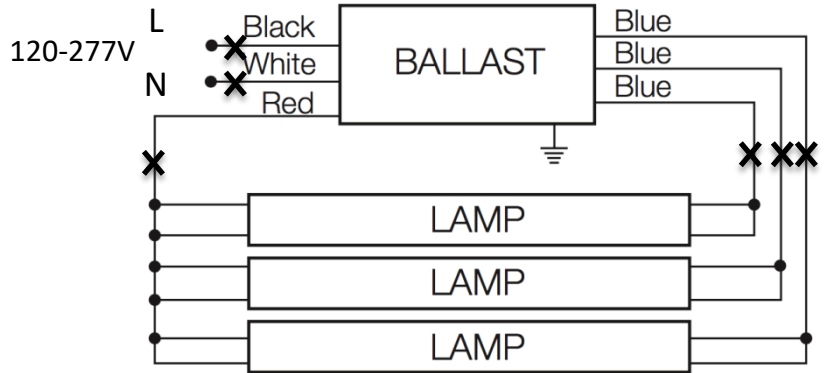 L
120-277V
N
Black
White
Red
BALLAST
Blue
Blue
Blue
LAMP
LAMP
LAMP